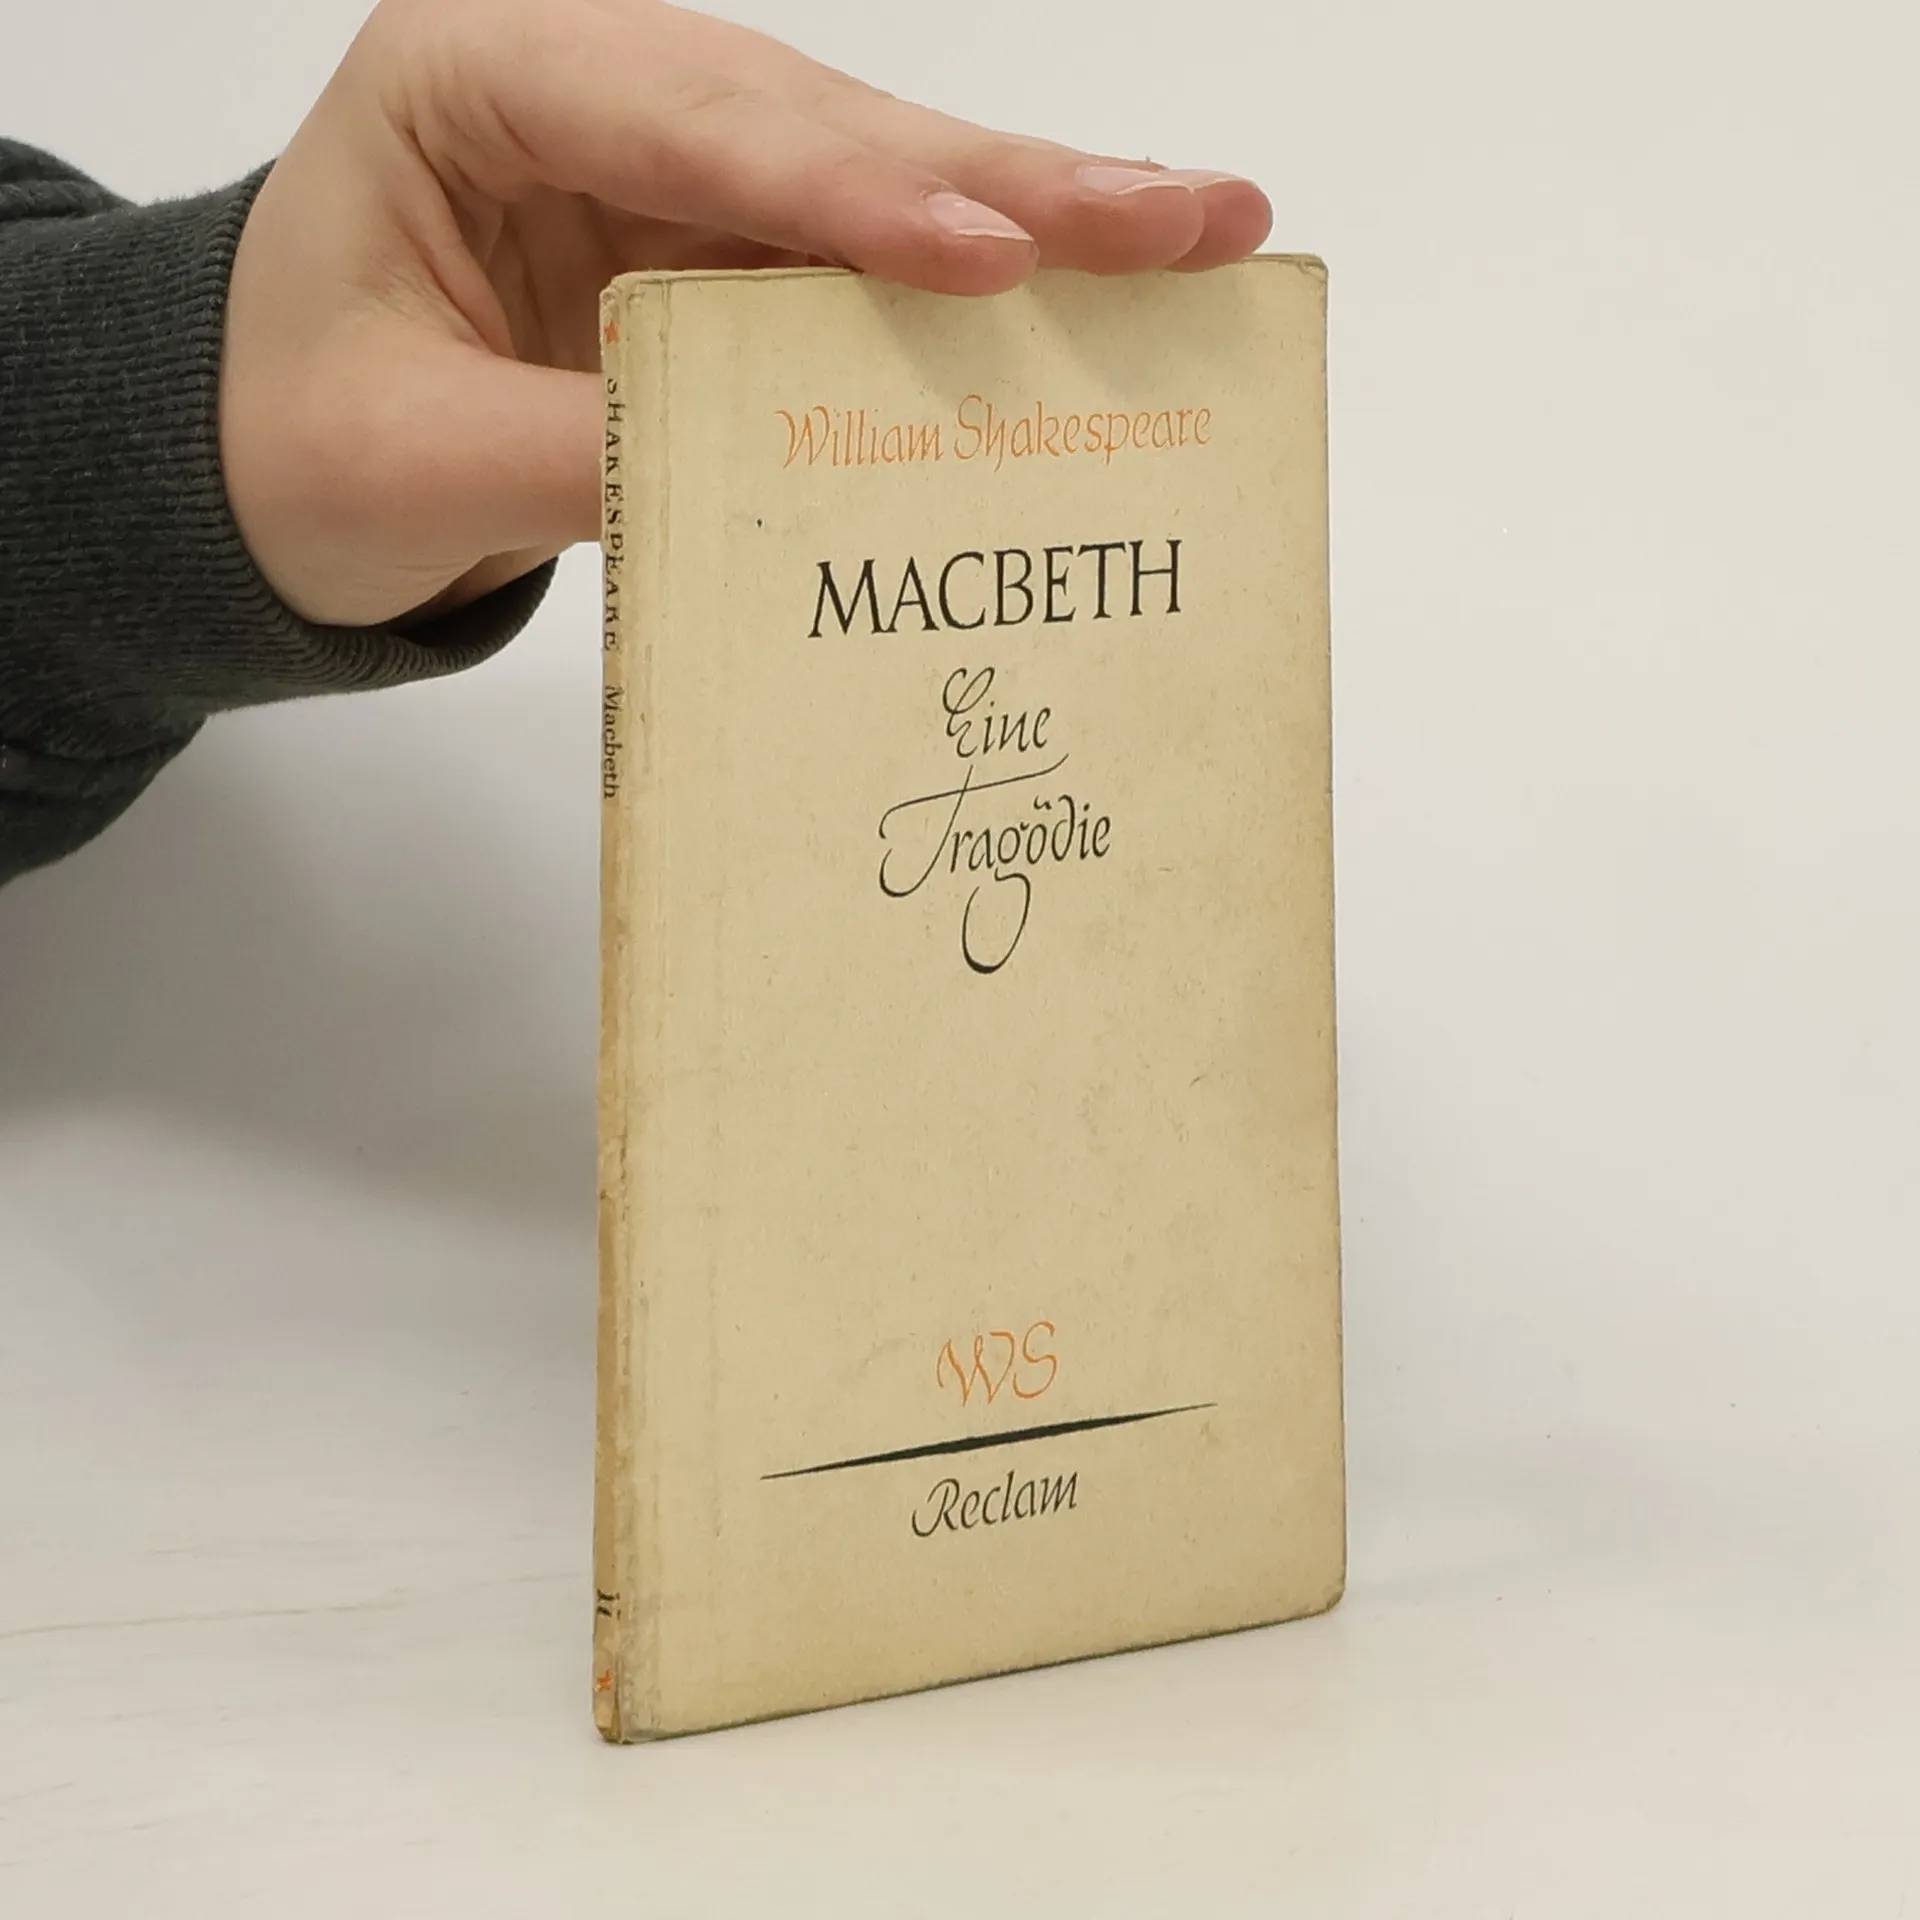 William Shakespeare
MACBETH
Eine
Tragödie
WS
Reclam
SHAKESPEARE Macbeth